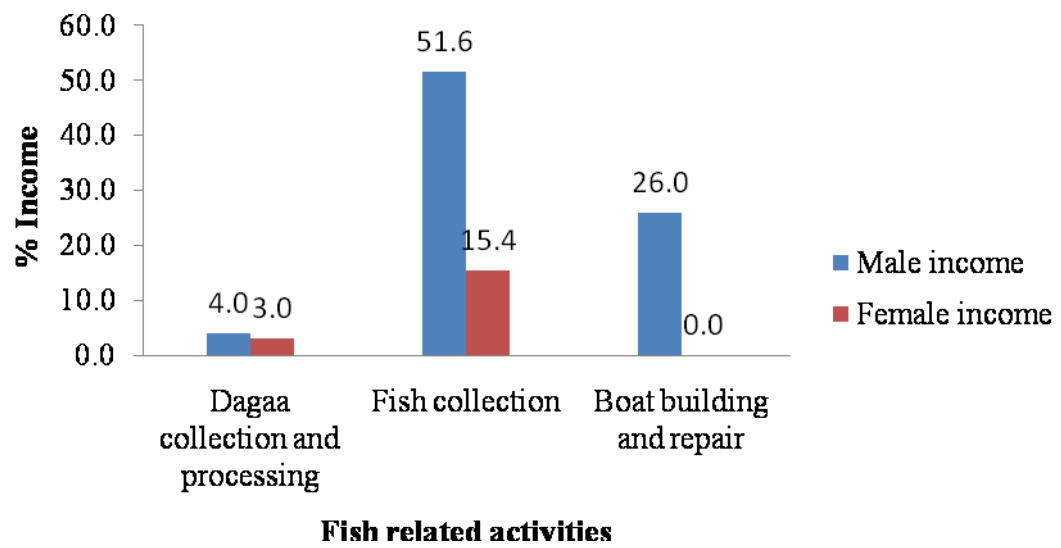 60.0
50.0
40.0
30.0
20.0
10.0
0.0
% Income
51.6
26.0
15.4
4.0
3.0
0.0
Male income
Female income
Dagaa
collection and
processing
Fish collection
Boat building
and repair
Fish related activities